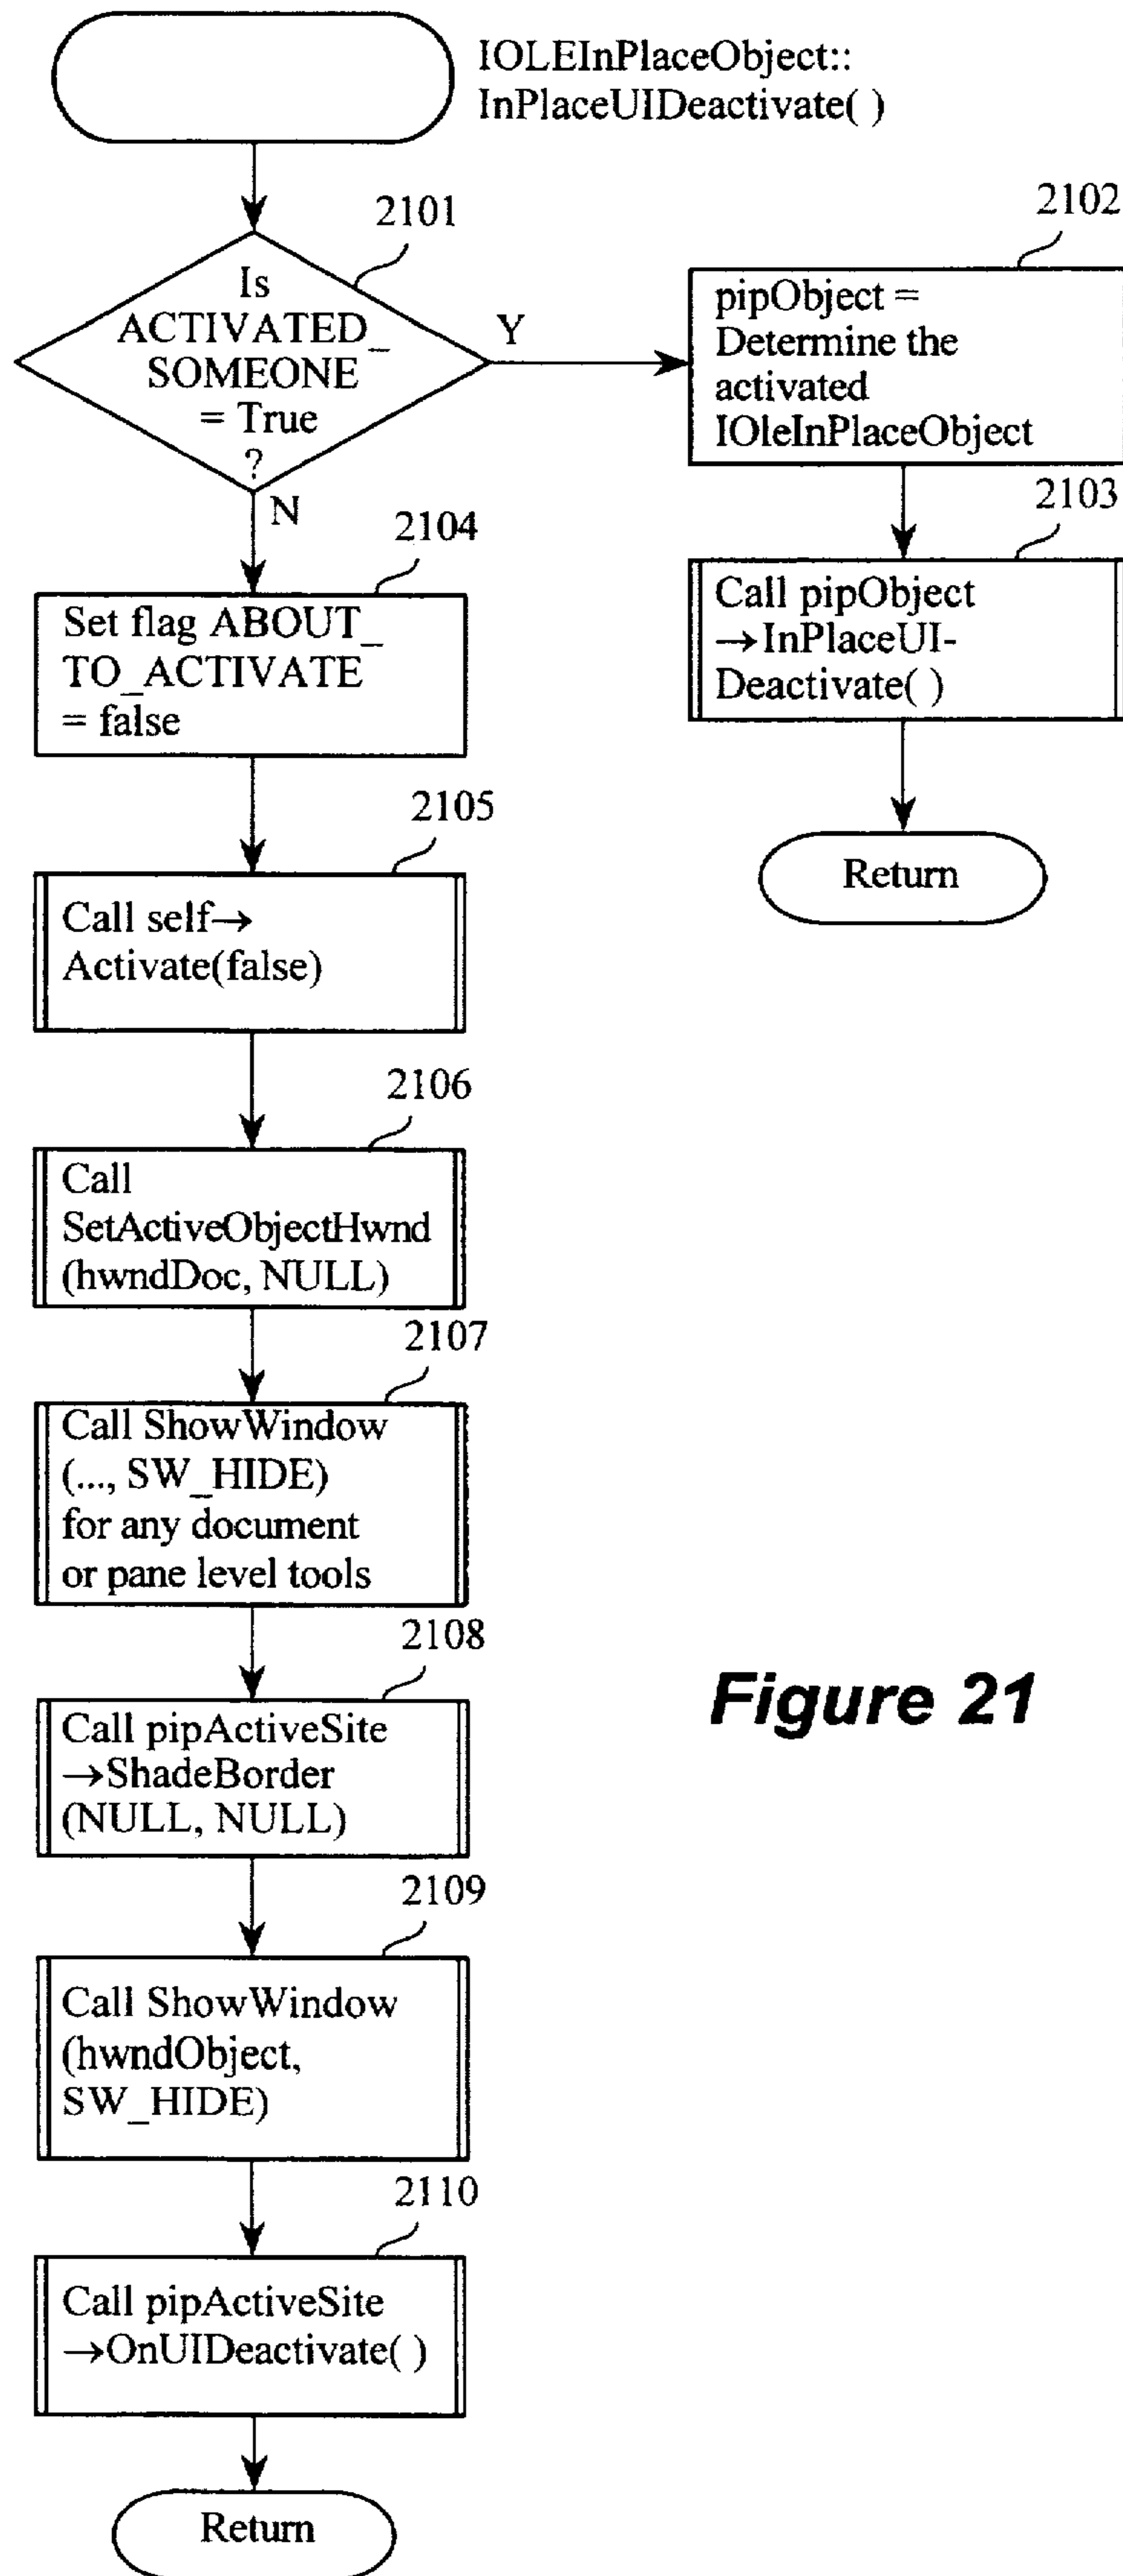 IOLEInPlaceObject::
InPlaceUIDeactivate( )
2101
Is
ACTIVATED_
SOMEONE
= True
?
Y
N
2102
pipObject =
Determine the
activated
IOleInPlaceObject
2103
Call pipObject
→InPlaceUI-
Deactivate( )
Return
2104
Set flag ABOUT_
TO_ACTIVATE
= false
2105
Call self→
Activate(false)
2106
Call
SetActiveObjectHwnd
(hwndDoc, NULL)
2107
Call ShowWindow
(..., SW_HIDE)
for any document
or pane level tools
2108
Call pipActiveSite
→ShadeBorder
(NULL, NULL)
2109
Call ShowWindow
(hwndObject,
SW_HIDE)
2110
Call pipActiveSite
→OnUIDeactivate( )
Return
Figure 21